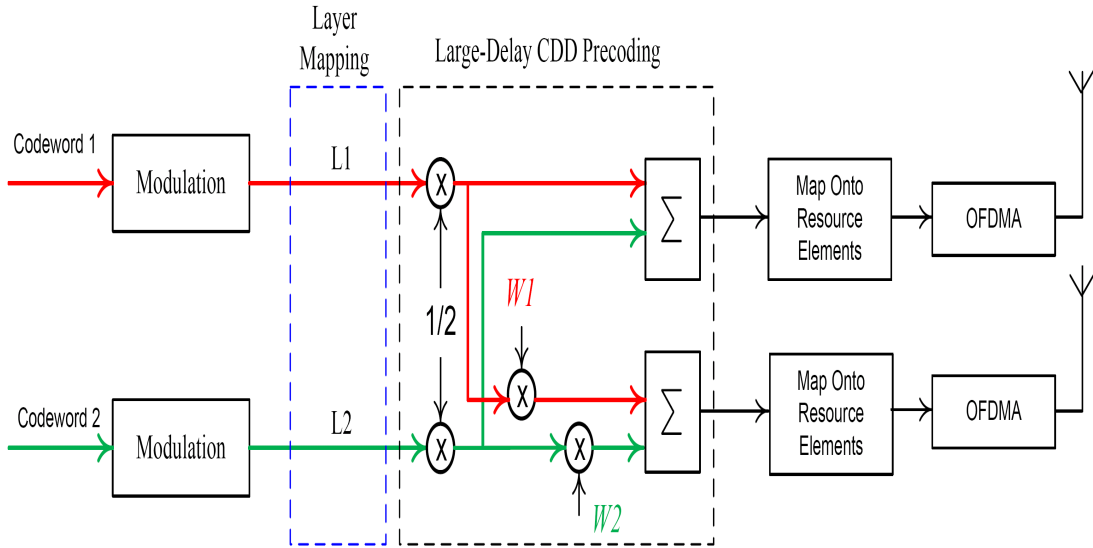 Layer
Mapping
Large-Delay CDD Precoding
Codeword 1
Modulation
L1
X
Σ
Map Onto
Resource
Elements
OFDMA
1/2
W1
X
Codeword 2
Modulation
L2
X
X
W2
Σ
Map Onto
Resource
Elements
OFDMA